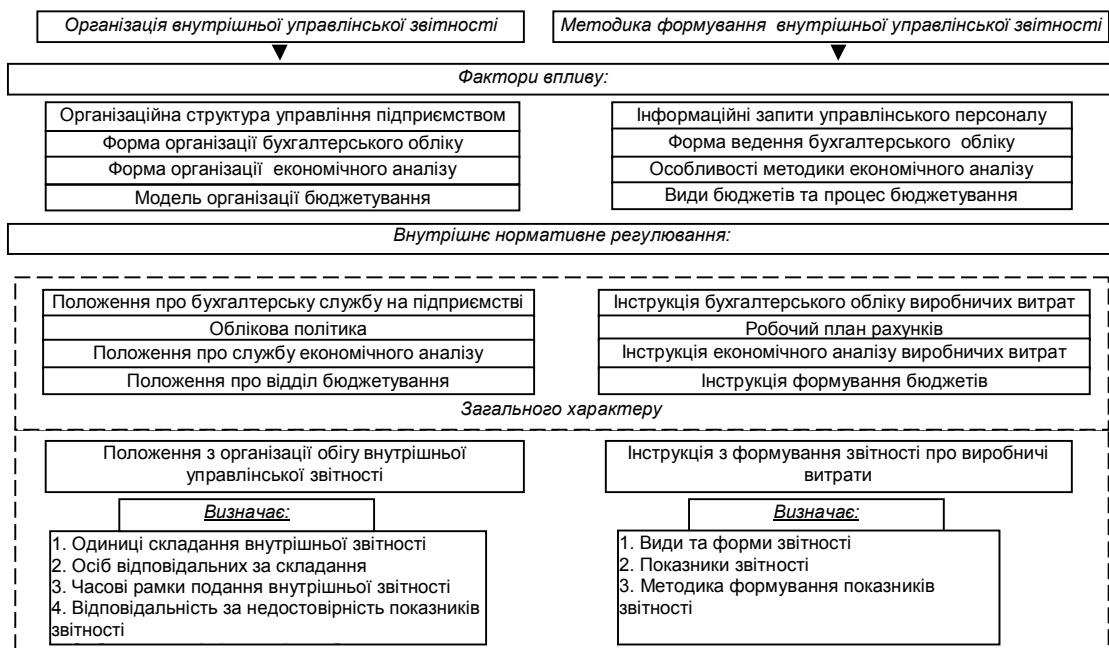 Організація внутрішньої управлінської звітності
Методика формування внутрішньої управлінської звітності
Фактори впливу:
Організаційна структура управління підприємством
Форма організації бухгалтерського обліку
Форма організації економічного аналізу
Модель організації бюджетування
Інформаційні запити управлінського персоналу
Форма ведення бухгалтерського обліку
Особливості методики економічного аналізу
Види бюджетів та процес бюджетування
Внутрішнє нормативне регулювання:
Положення про бухгалтерську службу на підприємстві
Облікова політика
Положення про службу економічного аналізу
Положення про відділ бюджетування
Інструкція бухгалтерського обліку виробничих витрат
Робочий план рахунків
Інструкція економічного аналізу виробничих витрат
Інструкція формування бюджетів
Загального характеру
Положення з організації обігу внутрішньої
управлінської звітності
Визначає:
1. Одиниці складання внутрішньої звітності
2. Осіб відповідальних за складання
3. Часові рамки подання внутрішньої звітності
4. Відповідальність за недостовірність показників
звітності
Інструкція з формування звітності про виробничі
витрати
Визначає:
1. Види та форми звітності
2. Показники звітності
3. Методика формування показників
звітності